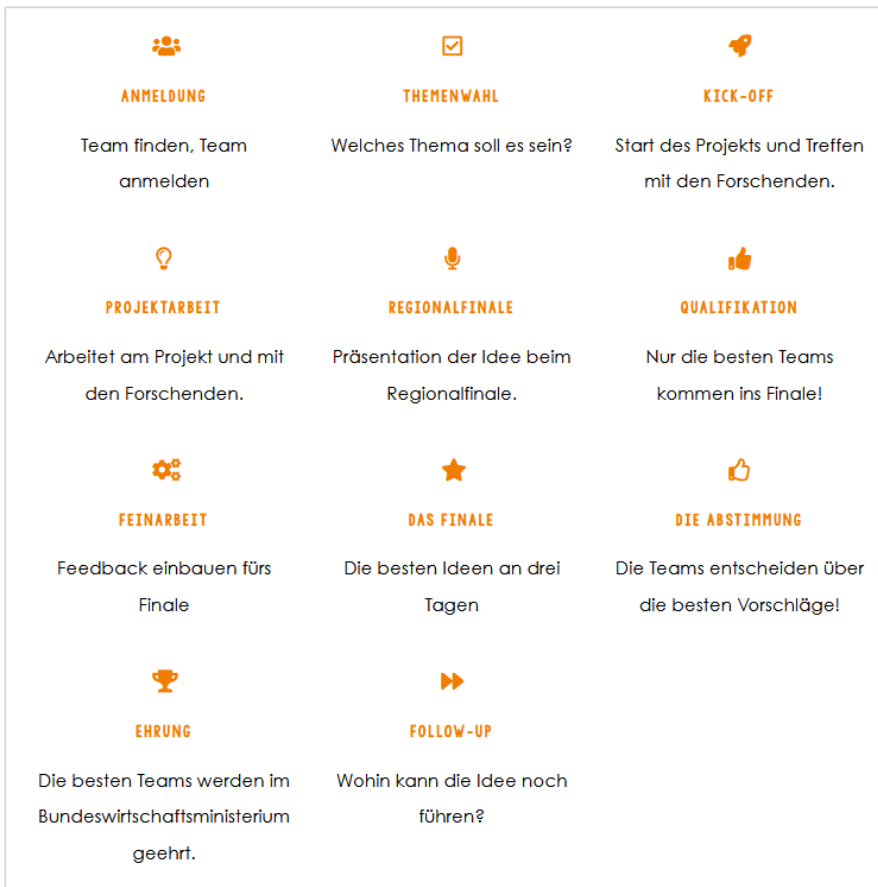 ANMELDUNG
Team finden, Team
anmelden
THEMENWAHL
Welches Thema soll es sein?
KICK-OFF
Start des Projekts und Treffen
mit den Forschenden.
PROJEKTARBEIT
Arbeitet am Projekt und mit
den Forschenden.
REGIONALFINALE
Präsentation der Idee beim
Regionalfinale.
QUALIFIKATION
Nur die besten Teams
kommen ins Finale!
FEINARBEIT
Feedback einbauen fürs
Finale
DAS FINALE
Die besten Ideen an drei
Tagen
DIE ABSTIMMUNG
Die Teams entscheiden über
die besten Vorschläge!
EHRUNG
Die besten Teams werden im
Bundeswirtschaftsministerium
geehrt.
FOLLOW-UP
Wohin kann die Idee noch
führen?